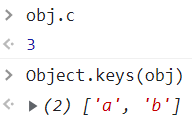 > obj.c
< 3
> Object.keys(obj)
< ▶ (2) ['a', 'b']